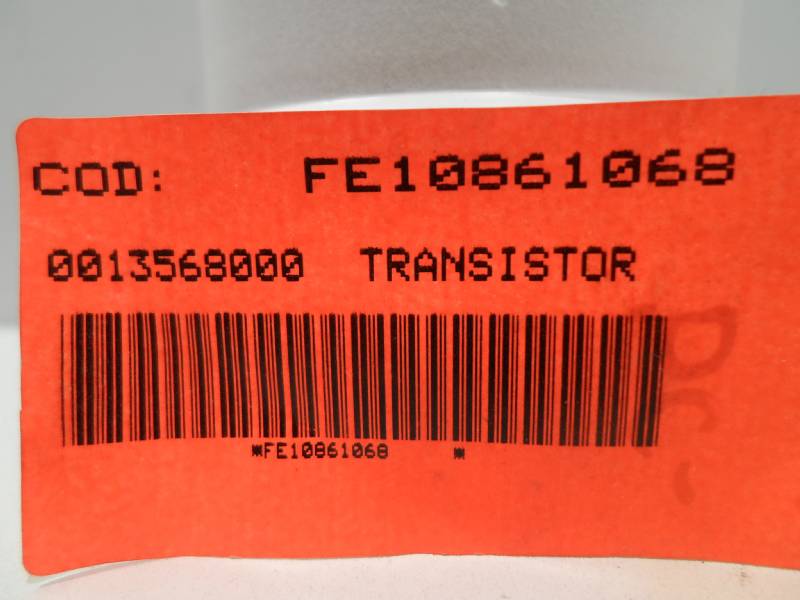 COD: FE10861068
0013568000 TRANSISTOR
*FE10861068 *